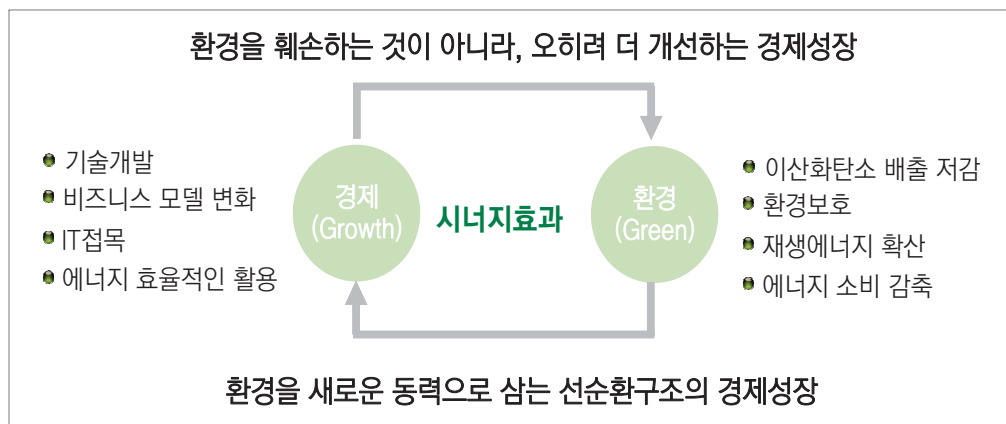 환경을 훼손하는 것이 아니라, 오히려 더 개선하는 경제성장
기술개발
비즈니스 모델 변화
IT접목
에너지 효율적인 활용
경제
(Growth)
시너지효과
환경
(Green)
이산화탄소 배출 저감
환경보호
재생에너지 확산
에너지 소비 감축
환경을 새로운 동력으로 삼는 선순환구조의 경제성장